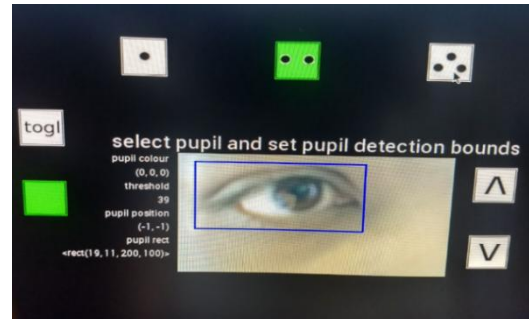 togl
select pupil and set pupil detection bounds
pupil colour
(0, 0, 0)
threshold
39
pupil position
(-1, -1)
pupil rect
<rect(19, 11, 200, 100)>